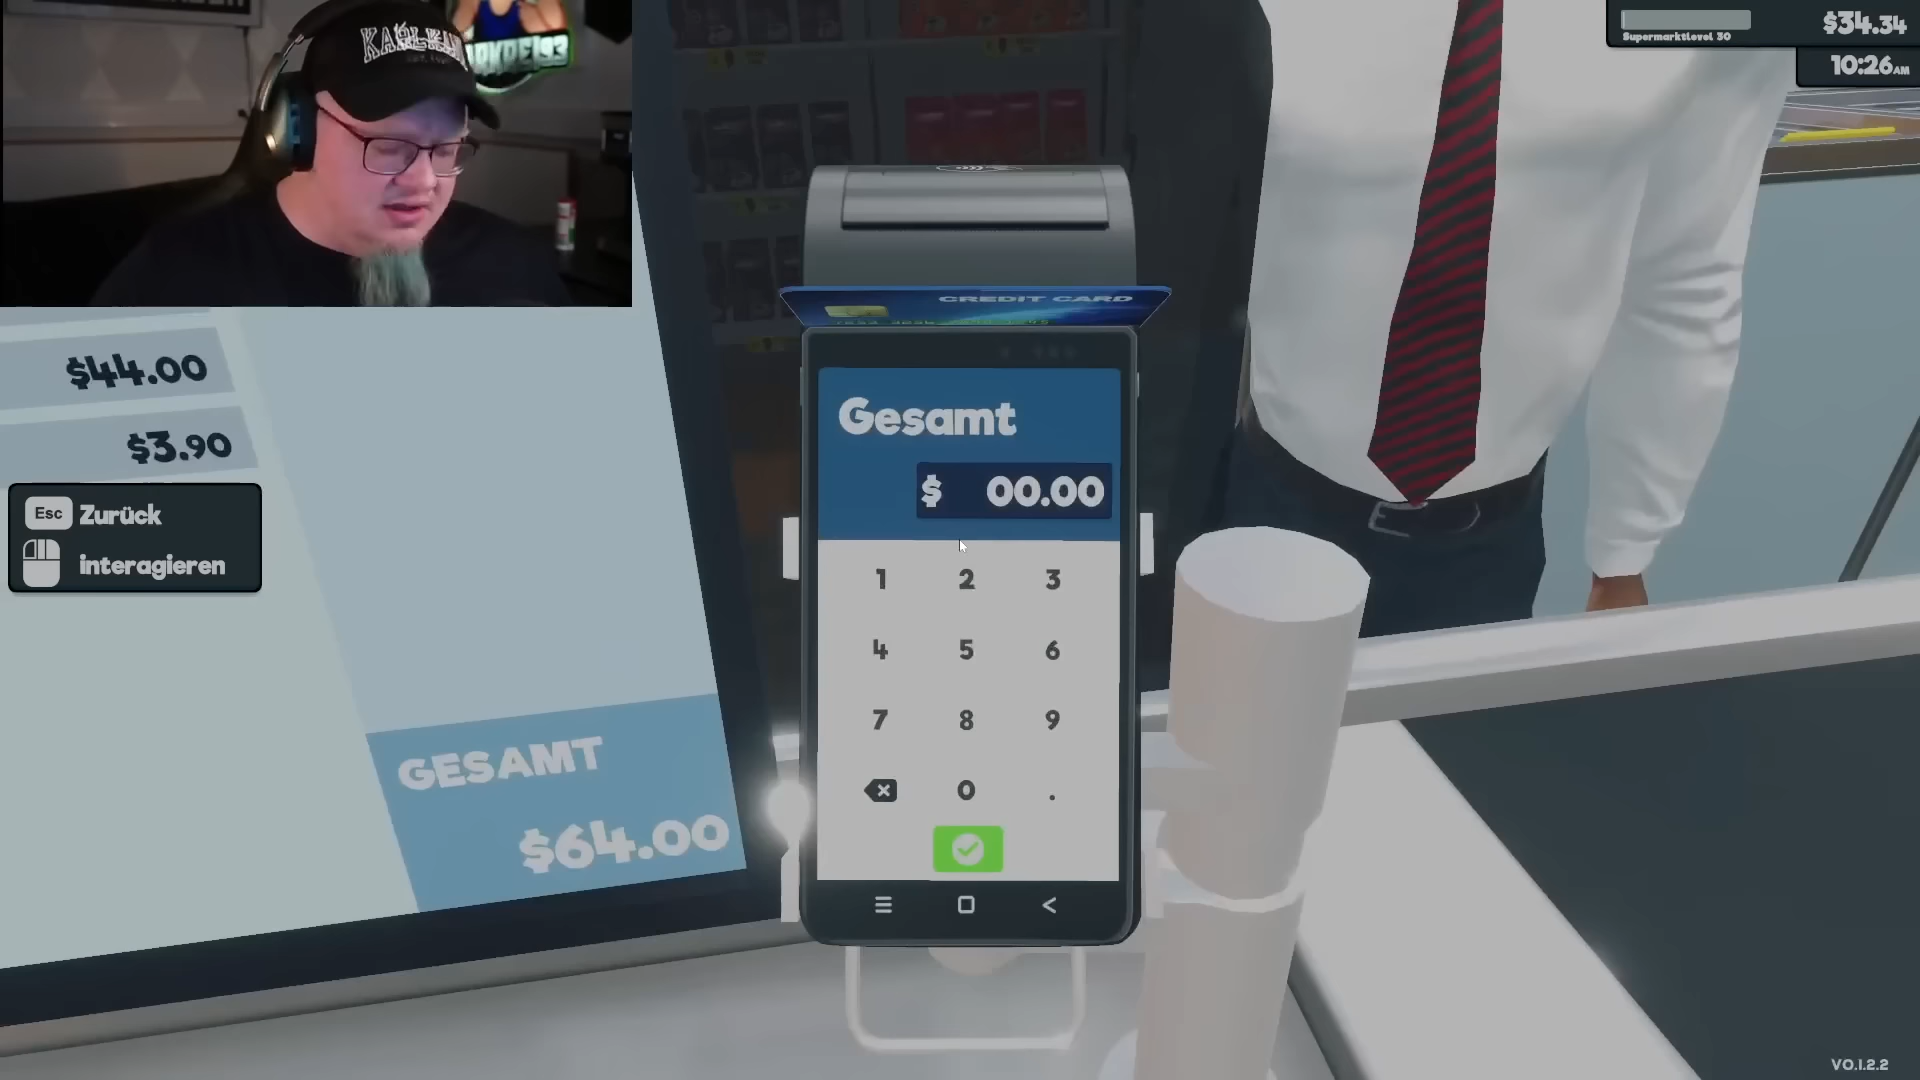 Supermarktlevel 30
$34.34
10:26AM
CREDIT CARD
$44.00
$3.90
Esc Zurück
interagieren
Gesamt
$ 00.00
1 2 3
4 5 6
7 8 9
0 .
GESAMT
$64.00
V0.1.2.2